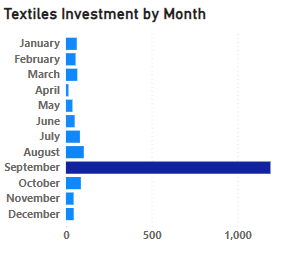 Textiles Investment by Month
January
February
March
April
May
June
July
August
September
October
November
December
0 500 1,000